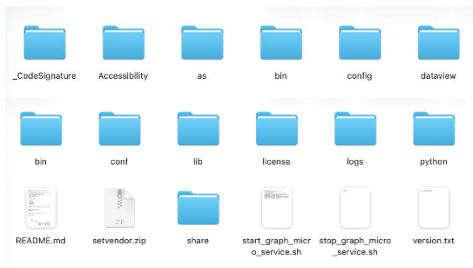 _CodeSignature Accessibility as bin config dataview
bin conf lib license logs python
README.md setvendor.zip share start_graph_micr stop_graph_micro version.txt
o_service.sh _service.sh